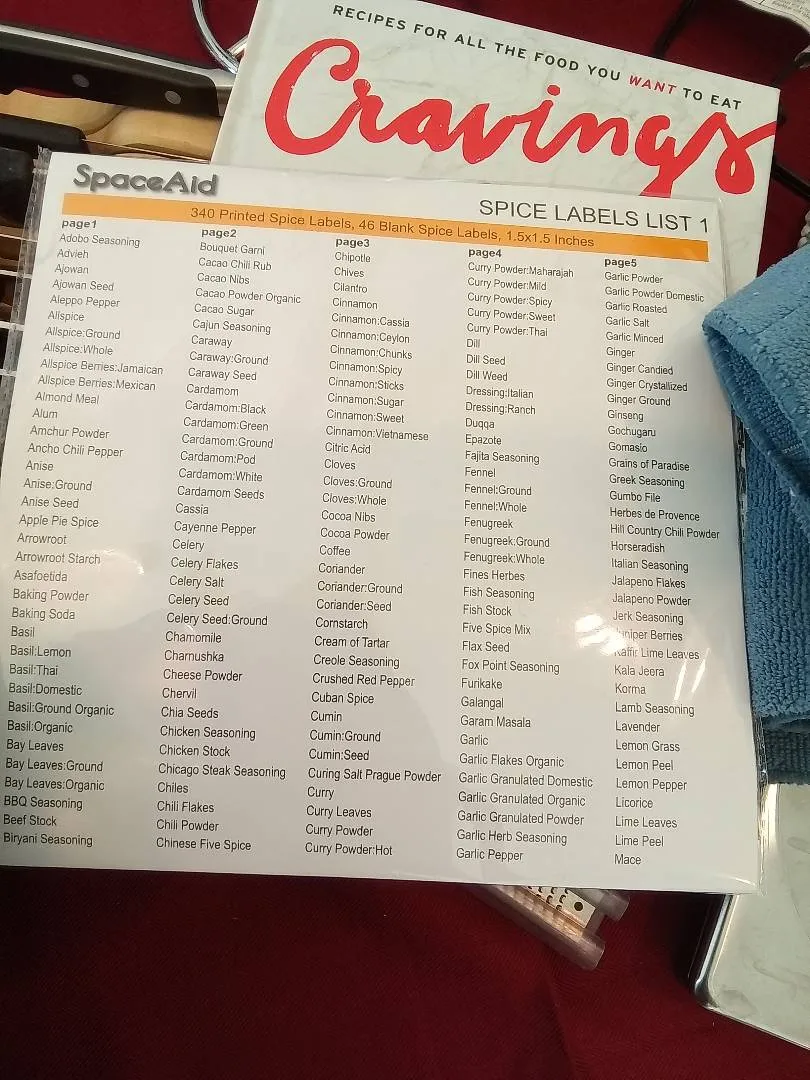 RECIPES FOR ALL THE FOOD YOU WANT TO EAT
Cravings
SpaceAid
SPICE LABELS LIST 1
340 Printed Spice Labels, 46 Blank Spice Labels, 1.5x1.5 Inches
page1
Adobo Seasoning
Advieh
Ajowan
Ajowan Seed
Aleppo Pepper
Allspice
Allspice:Ground
Allspice:Whole
Allspice Berries:Jamaican
Allspice Berries:Mexican
Almond Meal
Alum
Amchur Powder
Ancho Chili Pepper
Anise
Anise:Ground
Anise Seed
Apple Pie Spice
Arrowroot
Arrowroot Starch
Asafoetida
Baking Powder
Baking Soda
Basil
Basil:Lemon
Basil:Thai
Basil:Domestic
Basil:Ground Organic
Basil:Organic
Bay Leaves
Bay Leaves:Ground
Bay Leaves:Organic
BBQ Seasoning
Beef Stock
Biryani Seasoning
page2
Bouquet Garni
Cacao Chili Rub
Cacao Nibs
Cacao Powder Organic
Cacao Sugar
Cajun Seasoning
Caraway
Caraway:Ground
Caraway Seed
Cardamom
Cardamom:Black
Cardamom:Green
Cardamom:Ground
Cardamom:Pod
Cardamom:White
Cardamom Seeds
Cassia
Cayenne Pepper
Celery
Celery Flakes
Celery Salt
Celery Seed
Celery Seed:Ground
Chamomile
Charnushka
Cheese Powder
Chervil
Chia Seeds
Chicken Seasoning
Chicken Stock
Chicago Steak Seasoning
Chiles
Chili Flakes
Chili Powder
Chinese Five Spice
page3
Chipotle
Chives
Cilantro
Cinnamon
Cinnamon:Cassia
Cinnamon:Ceylon
Cinnamon:Chunks
Cinnamon:Spicy
Cinnamon:Sticks
Cinnamon:Sugar
Cinnamon:Sweet
Cinnamon:Vietnamese
Citric Acid
Cloves
Cloves:Ground
Cloves:Whole
Cocoa Nibs
Cocoa Powder
Coffee
Coriander
Coriander:Ground
Coriander:Seed
Cornstarch
Cream of Tartar
Creole Seasoning
Crushed Red Pepper
Cuban Spice
Cumin
Cumin:Ground
Cumin:Seed
Curing Salt Prague Powder
Curry
Curry Leaves
Curry Powder
Curry Powder:Hot
page4
Curry Powder:Maharajah
Curry Powder:Mild
Curry Powder:Spicy
Curry Powder:Sweet
Curry Powder:Thai
Dill
Dill Seed
Dill Weed
Dressing:Italian
Dressing:Ranch
Duqqa
Epazote
Fajita Seasoning
Fennel
Fennel:Ground
Fennel:Whole
Fenugreek
Fenugreek:Ground
Fenugreek:Whole
Fines Herbes
Fish Seasoning
Fish Stock
Five Spice Mix
Flax Seed
Fox Point Seasoning
Furikake
Galangal
Garam Masala
Garlic
Garlic Flakes Organic
Garlic Granulated Domestic
Garlic Granulated Organic
Garlic Granulated Powder
Garlic Herb Seasoning
Garlic Pepper
page5
Garlic Powder
Garlic Powder Domestic
Garlic Roasted
Garlic Salt
Garlic Minced
Ginger
Ginger Candied
Ginger Crystallized
Ginger Ground
Ginseng
Gochugaru
Gomasio
Grains of Paradise
Greek Seasoning
Gumbo File
Herbes de Provence
Hill Country Chili Powder
Horseradish
Italian Seasoning
Jalapeno Flakes
Jalapeno Powder
Jerk Seasoning
Juniper Berries
Kaffir Lime Leaves
Kala Jeera
Korma
Lamb Seasoning
Lavender
Lemon Grass
Lemon Peel
Lemon Pepper
Licorice
Lime Leaves
Lime Peel
Mace